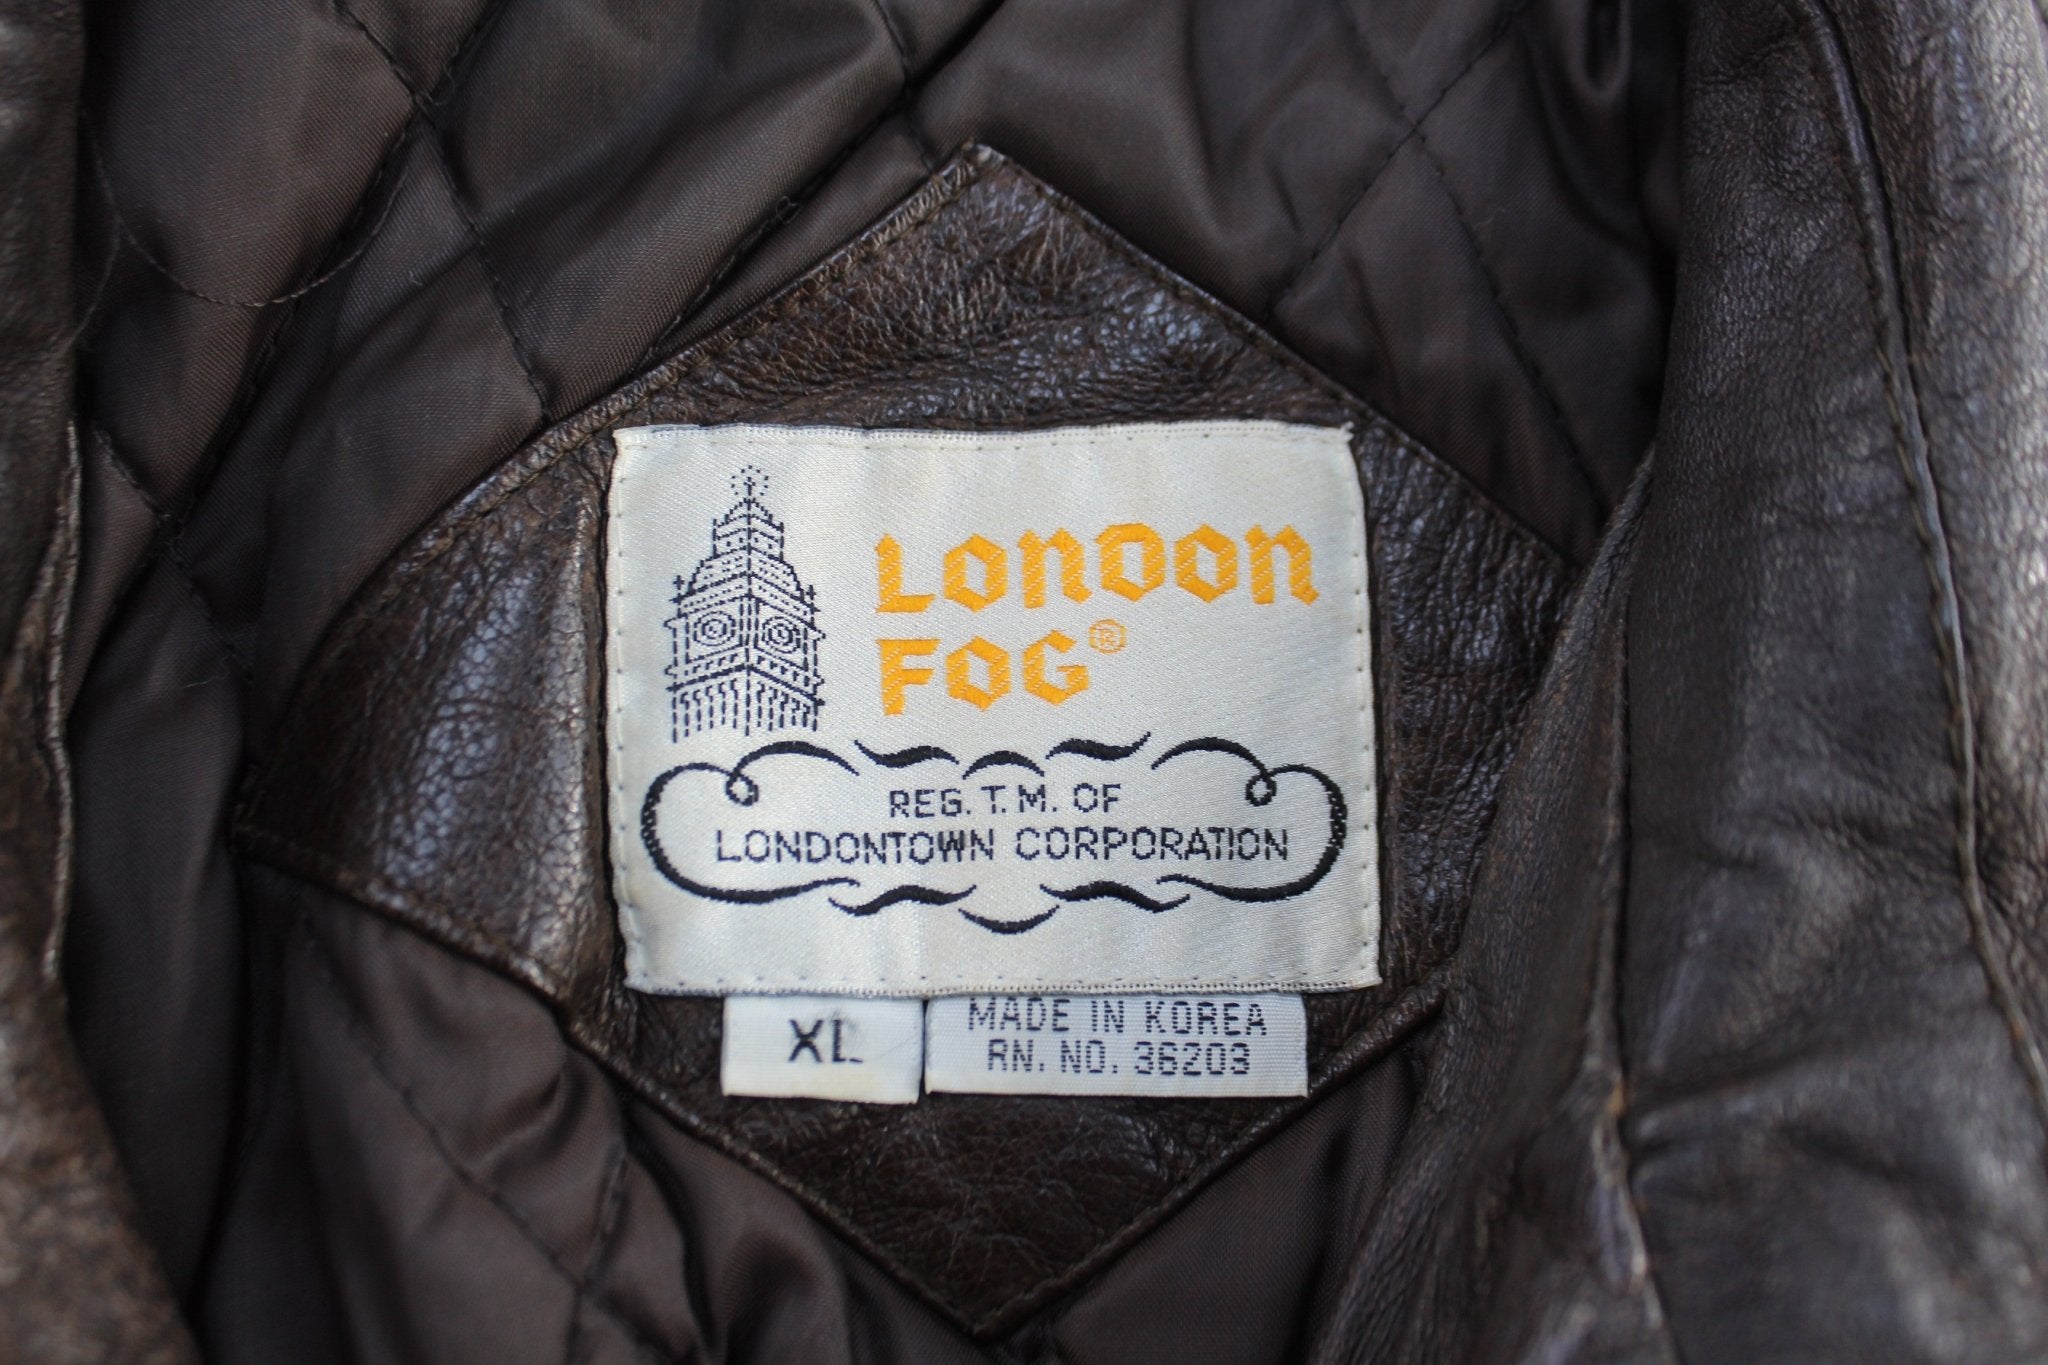 LONDON
FOG®
REG. T.M. OF
LONDONTOWN CORPORATION
XL
MADE IN KOREA
RN. NO. 36203